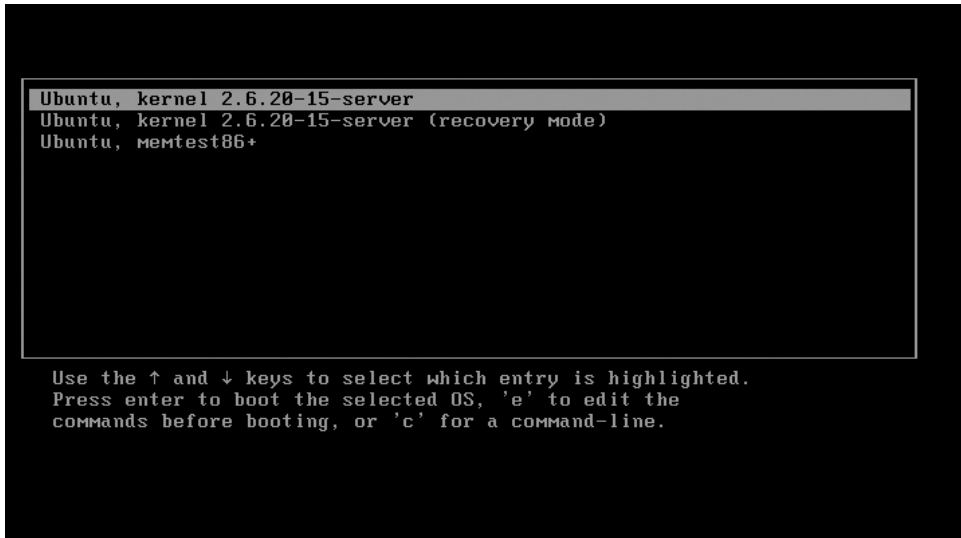 Ubuntu, kernel 2.6.20-15-server
Ubuntu, kernel 2.6.20-15-server (recovery mode)
Ubuntu, memtest86+
Use the ↑ and ↓ keys to select which entry is highlighted.
Press enter to boot the selected OS, 'e' to edit the
commands before booting, or 'c' for a command-line.